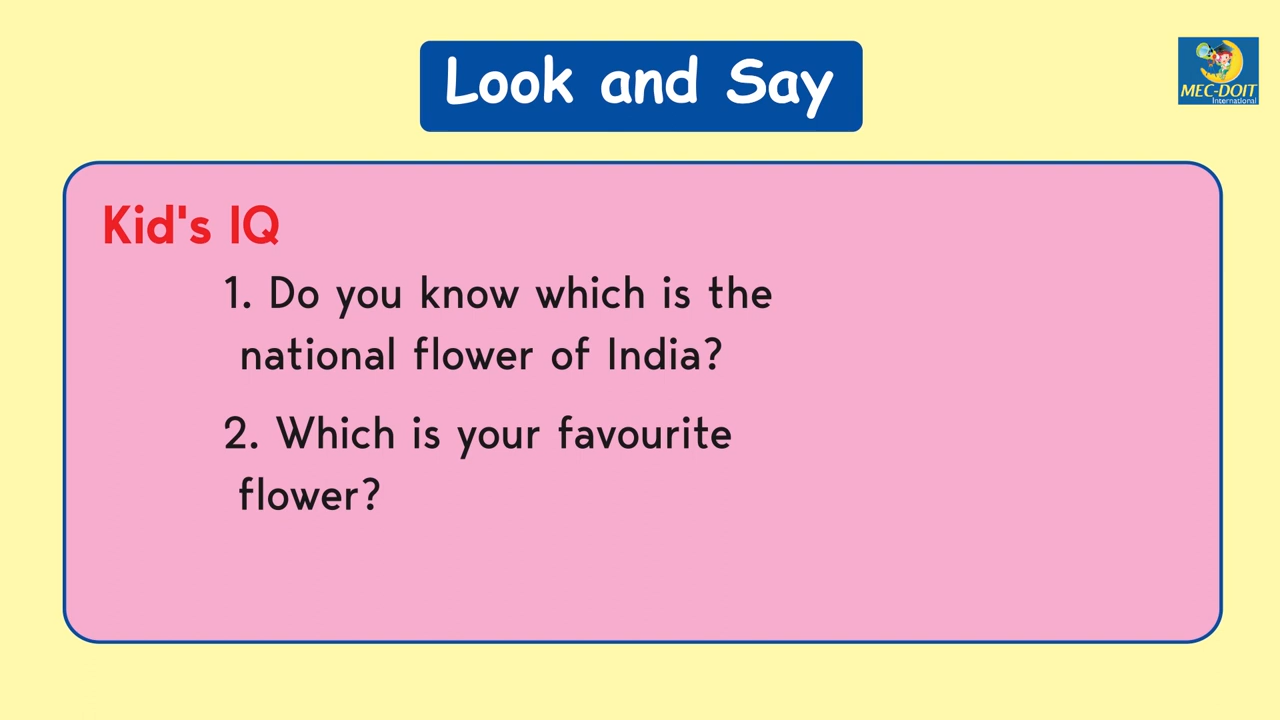 Look and Say
MEC-DOIT
International
Kid's IQ
1. Do you know which is the
national flower of India?
2. Which is your favourite
flower?